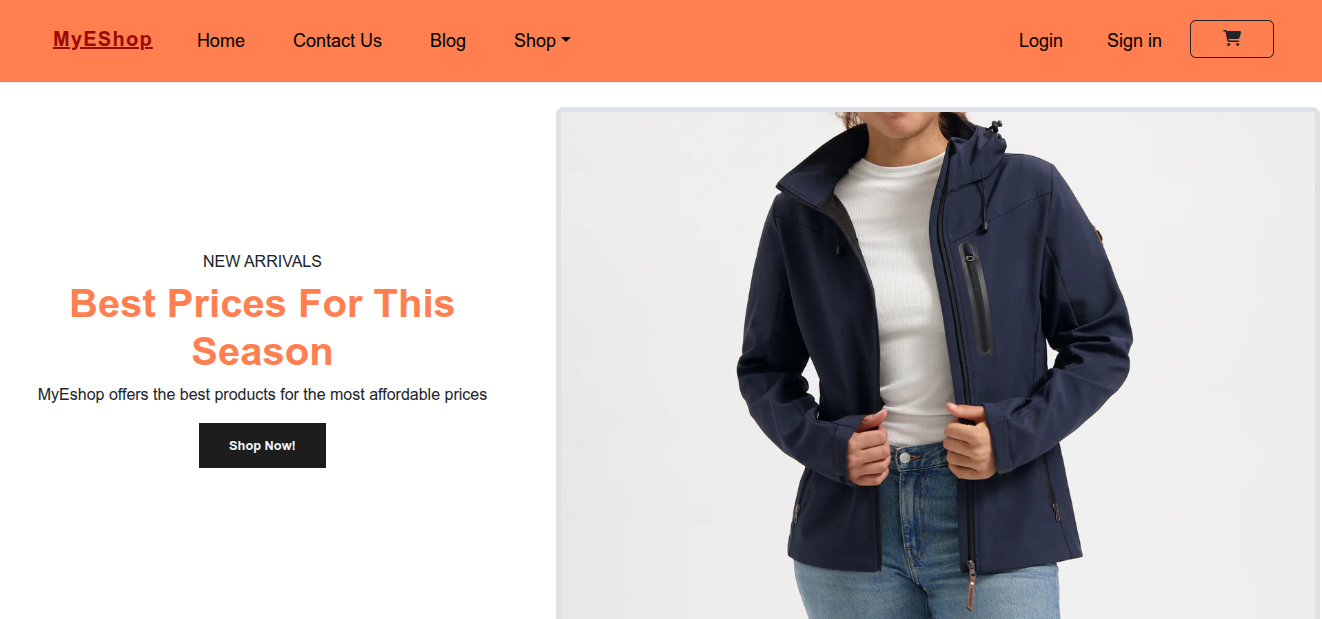 MyEShop Home Contact Us Blog Shop Login Sign in
NEW ARRIVALS
Best Prices For This
Season
MyEshop offers the best products for the most affordable prices
Shop Now!